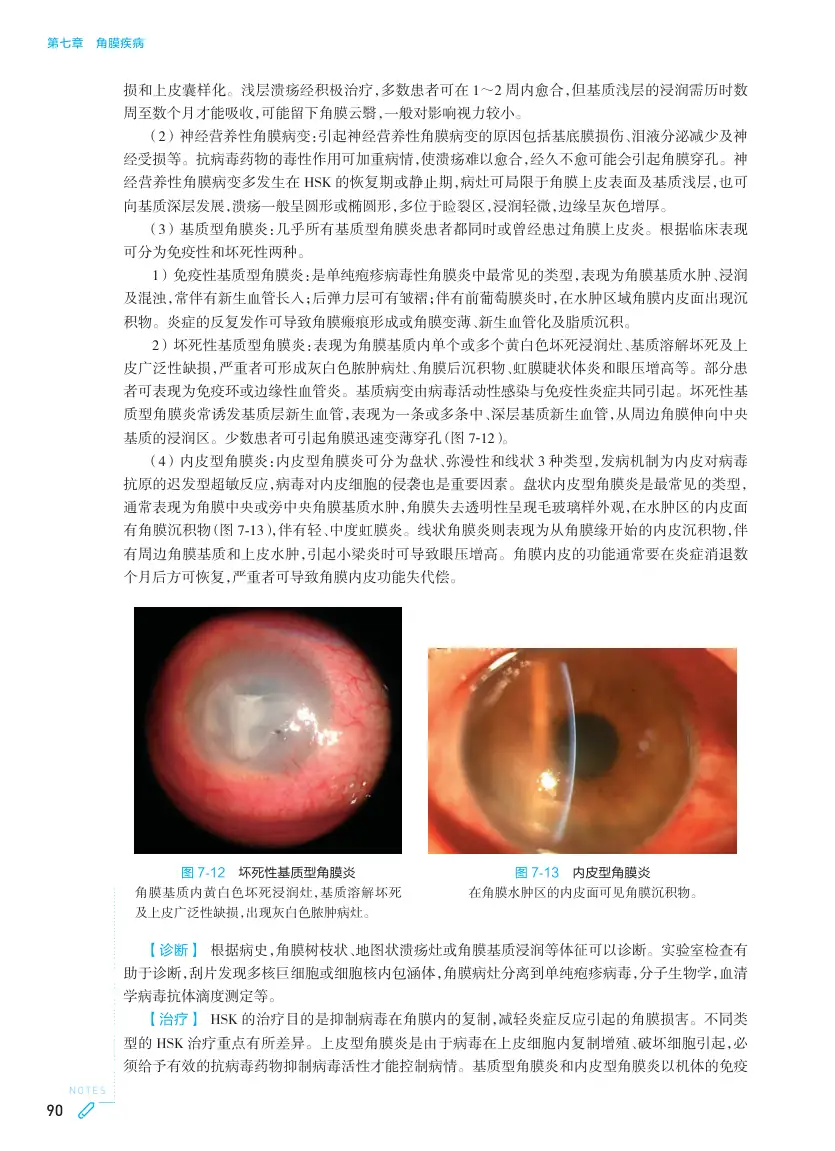 第七章 角膜疾病
损和上皮囊样化。浅层溃疡经积极治疗,多数患者可在 1~2 周内愈合,但基质浅层的浸润需历时数
周至数个月才能吸收,可能留下角膜云翳,一般对影响视力较小。
(2)神经营养性角膜病变:引起神经营养性角膜病变的原因包括基底膜损伤、泪液分泌减少及神
经受损等。抗病毒药物的毒性作用可加重病情,使溃疡难以愈合,经久不愈可能会引起角膜穿孔。神
经营养性角膜病变多发生在 HSK 的恢复期或静止期,病灶可局限于角膜上皮表面及基质浅层,也可
向基质深层发展,溃疡一般呈圆形或椭圆形,多位于睑裂区,浸润轻微,边缘呈灰色增厚。
(3)基质型角膜炎:几乎所有基质型角膜炎患者都同时或曾经患过角膜上皮炎。根据临床表现
可分为免疫性和坏死性两种。
1)免疫性基质型角膜炎:是单纯疱疹病毒性角膜炎中最常见的类型,表现为角膜基质水肿、浸润
及混浊,常伴有新生血管长入;后弹力层可有皱褶;伴有前葡萄膜炎时,在水肿区域角膜内皮面出现沉
积物。炎症的反复发作可导致角膜瘢痕形成或角膜变薄、新生血管化及脂质沉积。
2)坏死性基质型角膜炎:表现为角膜基质内单个或多个黄白色坏死浸润灶、基质溶解坏死及上
皮广泛性缺损,严重者可形成灰白色脓肿病灶、角膜后沉积物、虹膜睫状体炎和眼压增高等。部分患
者可表现为免疫环或边缘性血管炎。基质病变由病毒活动性感染与免疫性炎症共同引起。坏死性基
质型角膜炎常诱发基质层新生血管,表现为一条或多条中、深层基质新生血管,从周边角膜伸向中央
基质的浸润区。少数患者可引起角膜迅速变薄穿孔(图 7-12)。
(4)内皮型角膜炎:内皮型角膜炎可分为盘状、弥漫性和线状 3 种类型,发病机制为内皮对病毒
抗原的迟发型超敏反应,病毒对内皮细胞的侵袭也是重要因素。盘状内皮型角膜炎是最常见的类型,
通常表现为角膜中央或旁中央角膜基质水肿,角膜失去透明性呈现毛玻璃样外观,在水肿区的内皮面
有角膜沉积物(图 7-13),伴有轻、中度虹膜炎。线状角膜炎则表现为从角膜缘开始的内皮沉积物,伴
有周边角膜基质和上皮水肿,引起小梁炎时可导致眼压增高。角膜内皮的功能通常要在炎症消退数
个月后方可恢复,严重者可导致角膜内皮功能失代偿。
图 7-12 坏死性基质型角膜炎
角膜基质内黄白色坏死浸润灶,基质溶解坏死
及上皮广泛性缺损,出现灰白色脓肿病灶。
图 7-13 内皮型角膜炎
在角膜水肿区的内皮面可见角膜沉积物。
【诊断】 根据病史,角膜树枝状、地图状溃疡灶或角膜基质浸润等体征可以诊断。实验室检查有
助于诊断,刮片发现多核巨细胞或细胞核内包涵体,角膜病灶分离到单纯疱疹病毒,分子生物学,血清
学病毒抗体滴度测定等。
【治疗】 HSK 的治疗目的是抑制病毒在角膜内的复制,减轻炎症反应引起的角膜损害。不同类
型的 HSK 治疗重点有所差异。上皮型角膜炎是由于病毒在上皮细胞内复制增殖、破坏细胞引起,必
须给予有效的抗病毒药物抑制病毒活性才能控制病情。基质型角膜炎和内皮型角膜炎以机体的免疫
NOTES
90